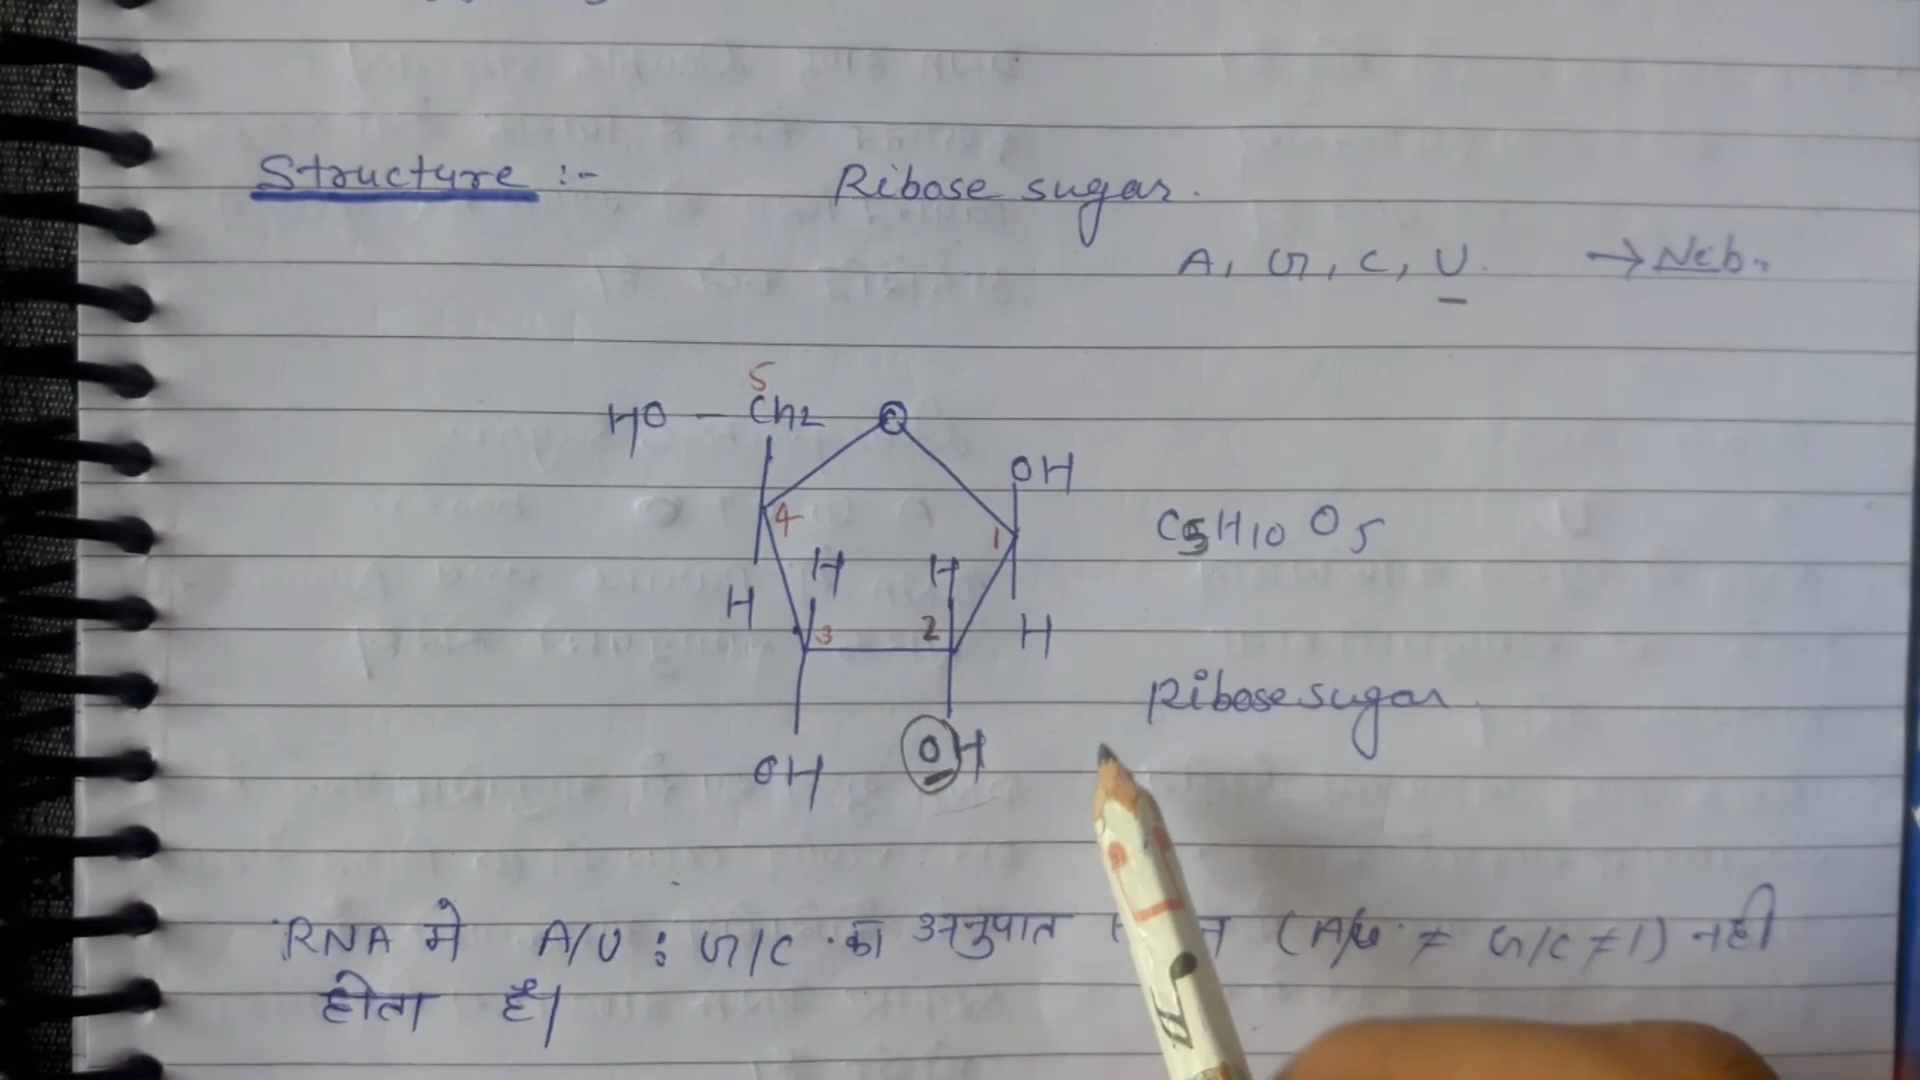 Structure :- Ribose sugar.
A, G, C, U. → Ncb.
5
HO - CH2 O
OH
4 1 C5H10O5
H H
H 3 2 H
Ribose sugar
OH OH
RNA मे A/U : G/C का अनुपात (A/U ≠ G/C ≠ 1) नही
होता है।